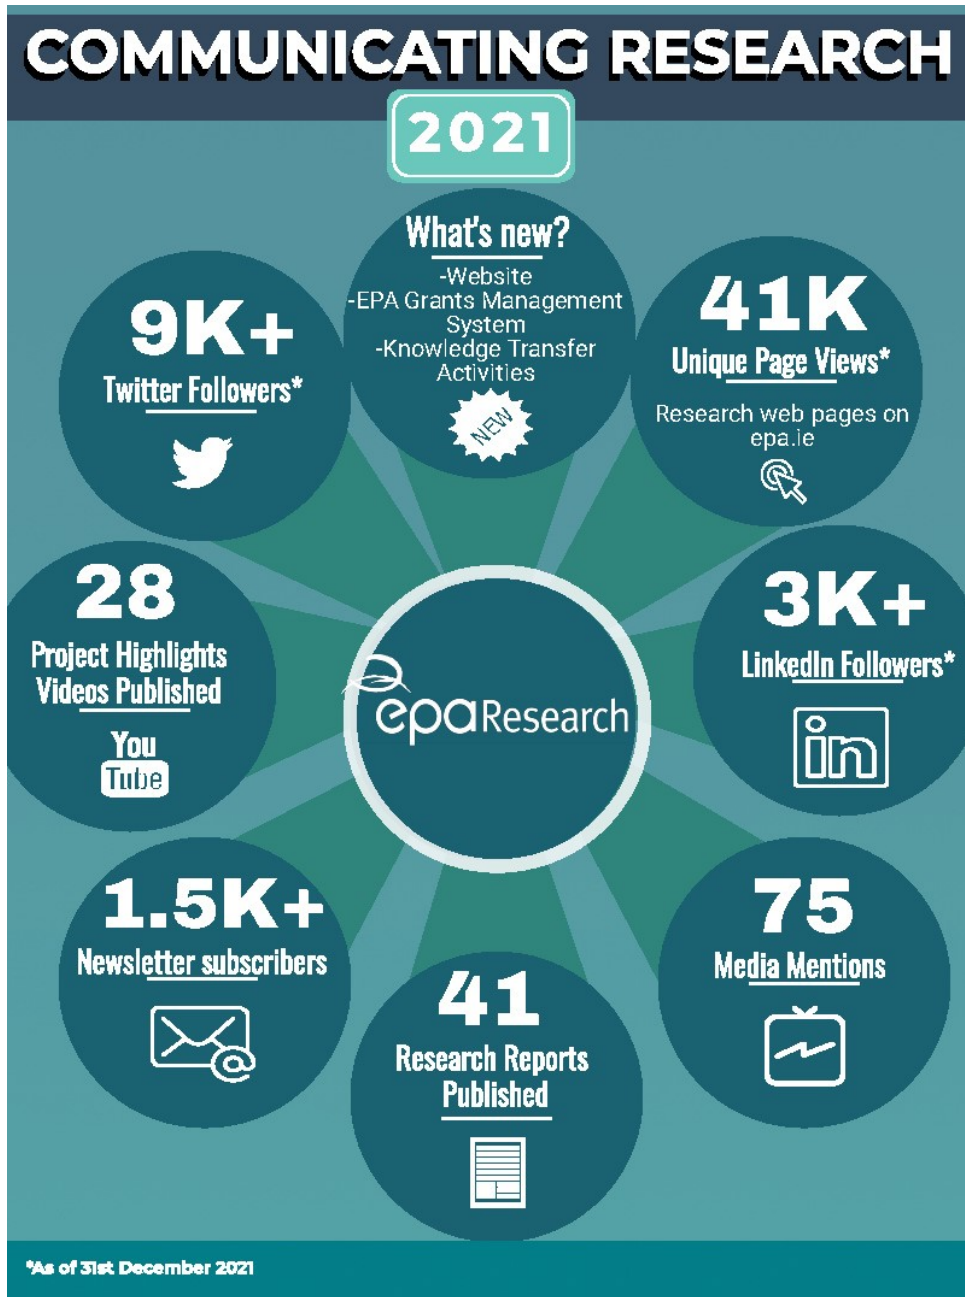 COMMUNICATING RESEARCH
2021
What's new?
-Website
-EPA Grants Management
System
-Knowledge Transfer
Activities
NEW
9K+
Twitter Followers*
41K
Unique Page Views*
Research web pages on
epa.ie
28
Project Highlights
Videos Published
You
Tube
epaResearch
3K+
LinkedIn Followers*
in
1.5K+
Newsletter subscribers
@
41
Research Reports
Published
75
Media Mentions
*As of 31st December 2021